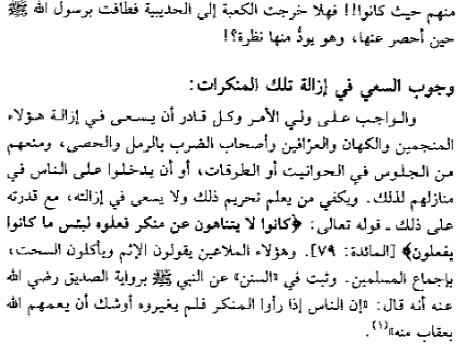 منهم حيث كانوا!! فهلا خرجت الكعبة إلى الحديبية فطافت برسول الله ﷺ
حين أحصر عنها، وهو يودُّ منها نظرة؟!
وجوب السعي في إزالة تلك المنكرات:
والواجب على ولي الأمر وكل قادر أن يسعى في إزالة هؤلاء
المنجمين والكهان والعرّافين وأصحاب الضرب بالرمل والحصى، ومنعهم
من الجلوس في الحوانيت أو الطرقات، أو أن يدخلوا على الناس في
منازلهم لذلك. ويكفي من يعلم تحريم ذلك ولا يسعى في إزالته، مع قدرته
على ذلك ـ قوله تعالى: ﴿كانوا لا يتناهون عن منكر فعلوه لبئس ما كانوا
يفعلون﴾ [المائدة: ٧٩]. وهؤلاء الملاعين يقولون الإثم ويأكلون السحت،
بإجماع المسلمين. وثبت في «السنن» عن النبي ﷺ برواية الصديق رضي الله
عنه أنه قال: «إن الناس إذا رأوا المنكر فلم يغيروه أوشك أن يعمهم الله
بعقاب منه»(١).